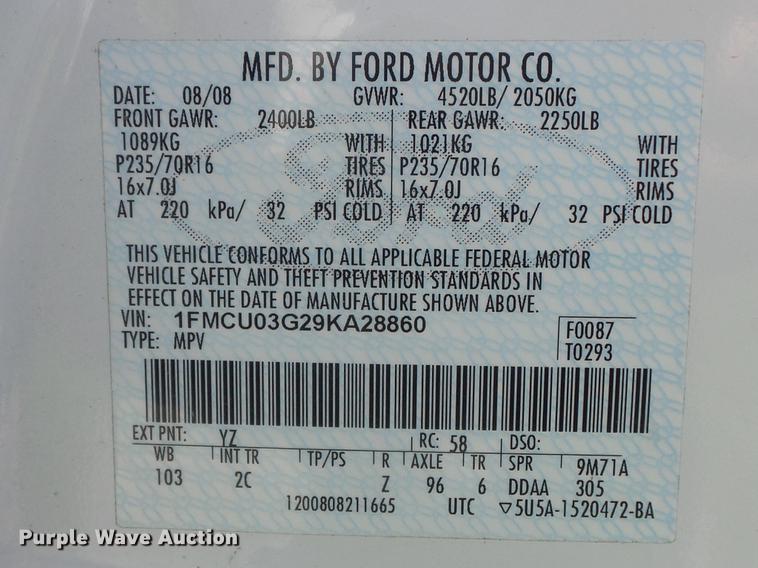 MFD. BY FORD MOTOR CO.
DATE: 08/08 GVWR: 4520LB/ 2050KG
FRONT GAWR: 2400LB REAR GAWR: 2250LB
1089KG WITH 1021KG WITH
P235/70R16 TIRES P235/70R16 TIRES
16x7.0J RIMS 16x7.0J RIMS
AT 220 kPa/ 32 PSI COLD AT 220 kPa/ 32 PSI COLD
Ford
THIS VEHICLE CONFORMS TO ALL APPLICABLE FEDERAL MOTOR
VEHICLE SAFETY AND THEFT PREVENTION STANDARDS IN
EFFECT ON THE DATE OF MANUFACTURE SHOWN ABOVE.
VIN: 1FMCU03G29KA28860 F0087
TYPE: MPV T0293
EXT PNT: YZ RC: 58 DSO:
WB INT TR TP/PS R AXLE TR SPR 9M71A
103 2C Z 96 6 DDAA 305
1200808211665 UTC ▽5U5A-1520472-BA
Purple Wave Auction